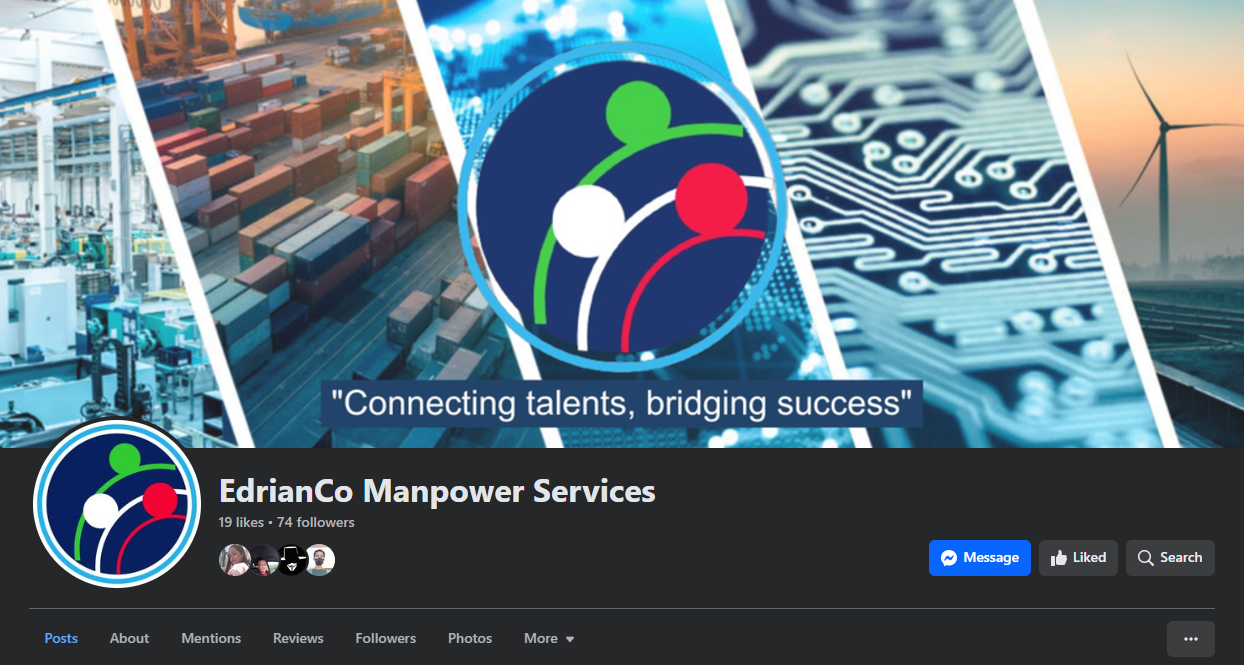 "Connecting talents, bridging success"
EdrianCo Manpower Services
19 likes • 74 followers
Message
Liked
Search
Posts
About
Mentions
Reviews
Followers
Photos
More